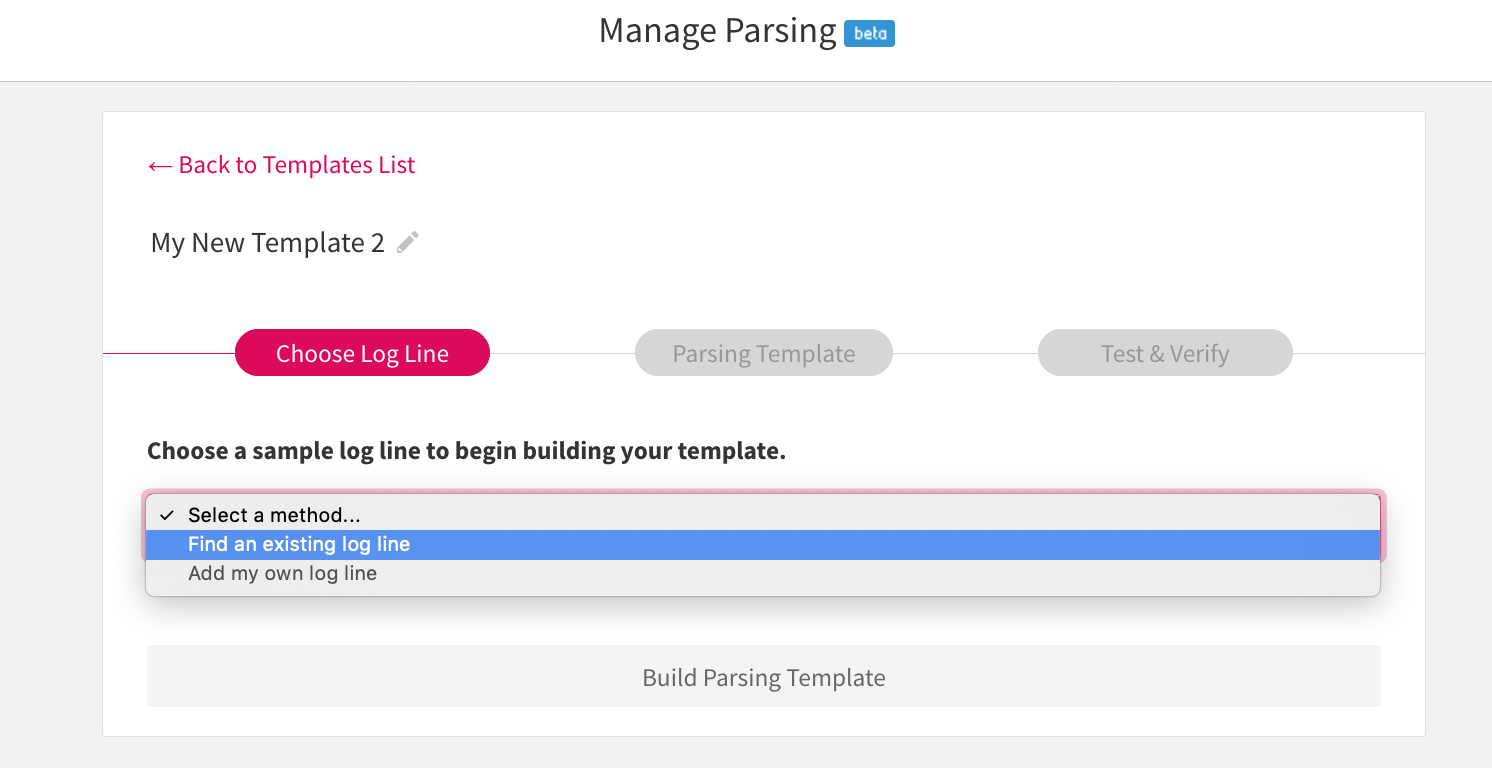 Manage Parsing beta
← Back to Templates List
My New Template 2
Choose Log Line Parsing Template Test & Verify
Choose a sample log line to begin building your template.
✓ Select a method...
Find an existing log line
Add my own log line
Build Parsing Template